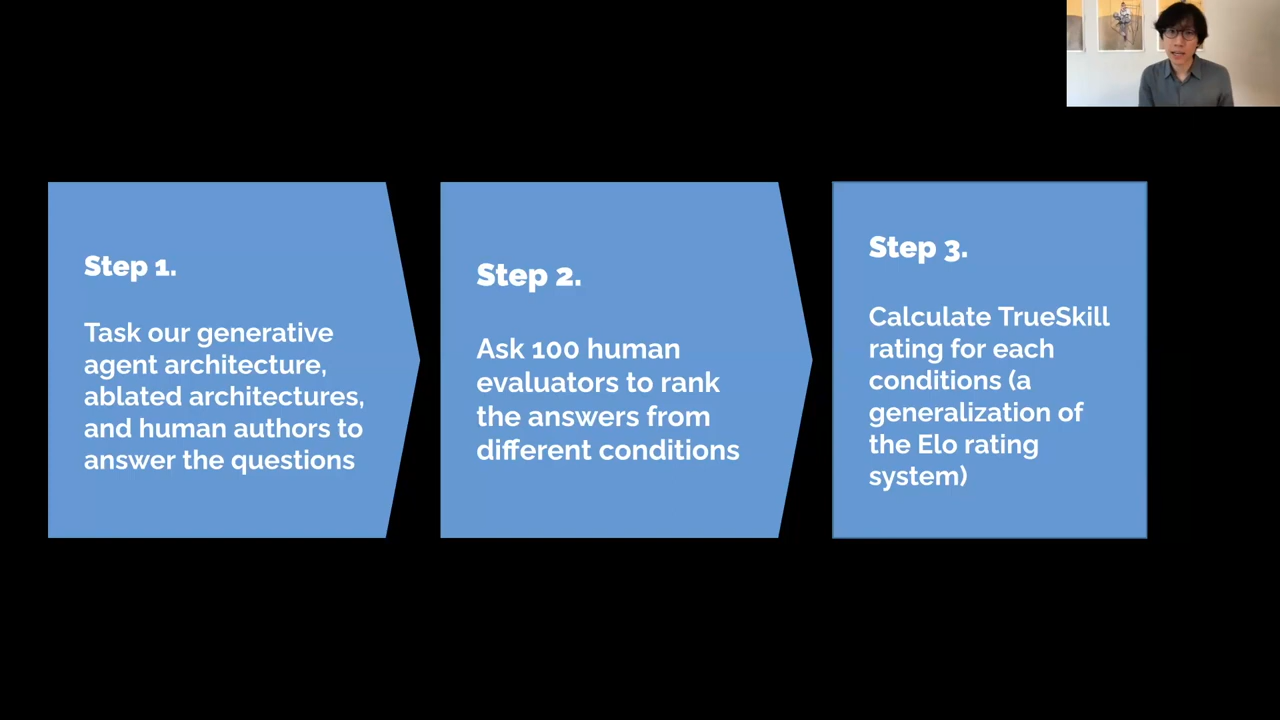 Step 1.
Task our generative
agent architecture,
ablated architectures,
and human authors to
answer the questions
Step 2.
Ask 100 human
evaluators to rank
the answers from
different conditions
Step 3.
Calculate TrueSkill
rating for each
conditions (a
generalization of
the Elo rating
system)